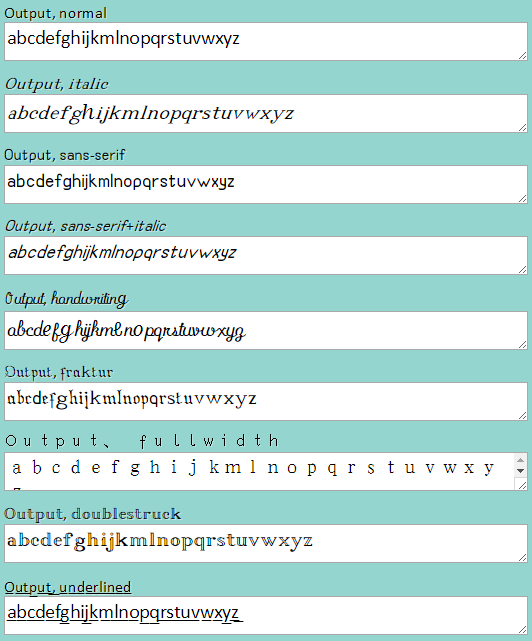 Output, normal
abcdefghijkmlnopqrstuvwxyz
Output, italic
abcdefghijkmlnopqrstuvwxyz
Output, sans-serif
abcdefghijkmlnopqrstuvwxyz
Output, sans-serif+italic
abcdefghijkmlnopqrstuvwxyz
Output, handwriting
abcdefghijkmlnopqrstuvwxyz
Output, fraktur
abcdefghijkmlnopqrstuvwxyz
Ｏｕｔｐｕｔ、　ｆｕｌｌｗｉｄｔｈ
ａｂｃｄｅｆｇｈｉｊｋｍｌｎｏｐｑｒｓｔｕｖｗｘｙ
Output, doublestruck
abcdefghijkmlnopqrstuvwxyz
Output, underlined
abcdefghijkmlnopqrstuvwxyz